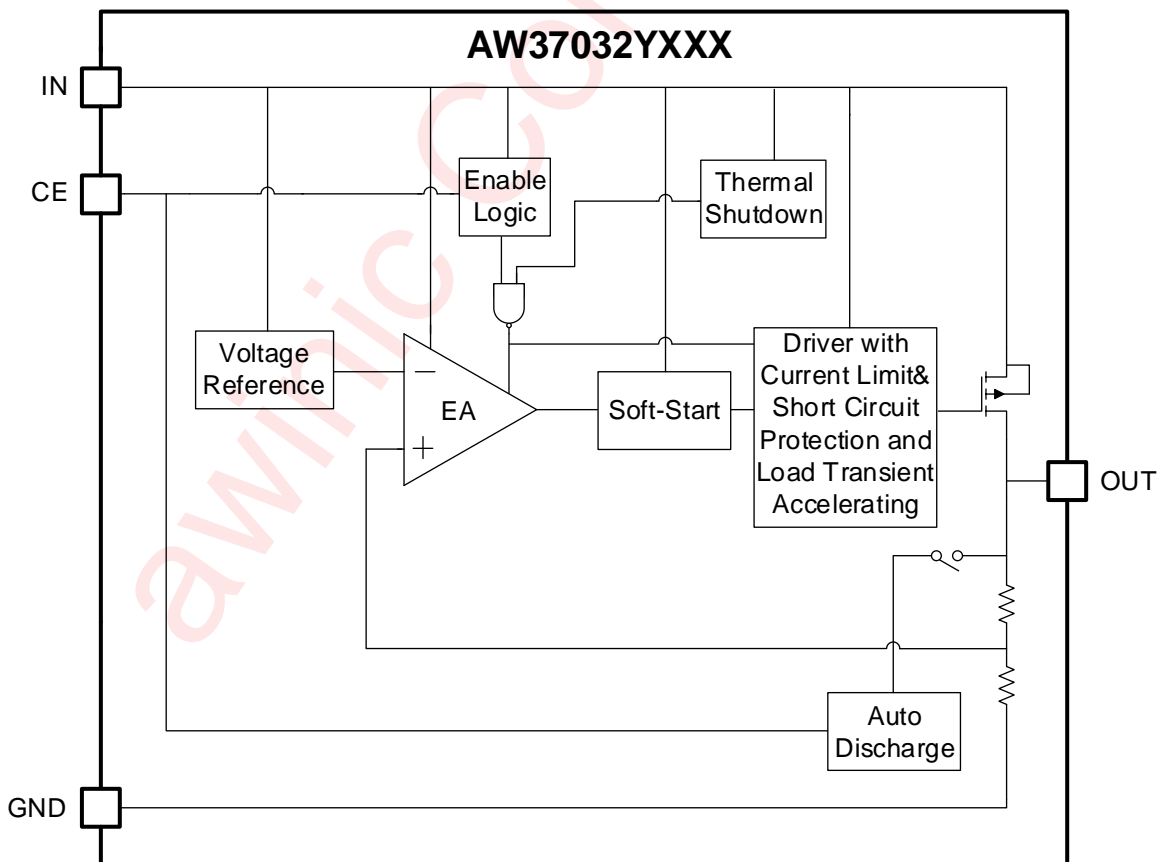 AW37032YXXX
IN
CE
Enable
Logic
Thermal
Shutdown
Voltage
Reference
−
EA
+
Soft-Start
Driver with
Current Limit&
Short Circuit
Protection and
Load Transient
Accelerating
OUT
Auto
Discharge
GND
awinic Co